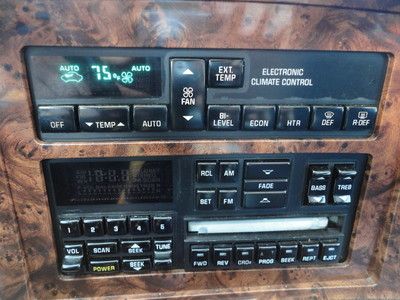 AUTO AUTO
75°F
EXT TEMP
FAN
ELECTRONIC
CLIMATE CONTROL
OFF TEMP AUTO BI-LEVEL ECON HTR DEF R-DEF
RCL AM
FADE
BASS TREB
SET FM
1 2 3 4 5
VOL SCAN SEEK TUNE
POWER SEEK
FWD REV CrO₂ PROG SEEK REPT EJCT